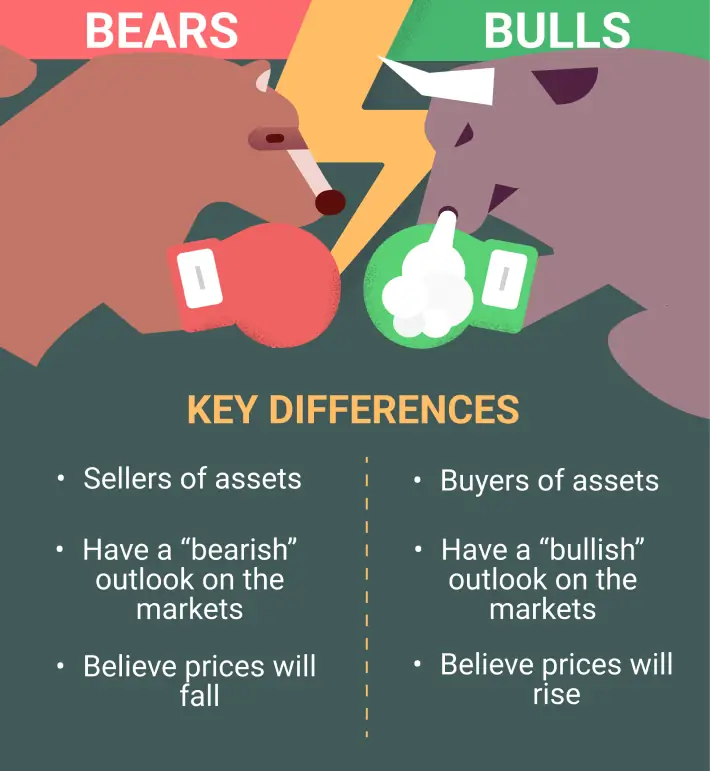 BEARS
BULLS
KEY DIFFERENCES
• Sellers of assets
• Have a “bearish”
outlook on the
markets
• Believe prices will
fall
• Buyers of assets
• Have a “bullish”
outlook on the
markets
• Believe prices will
rise